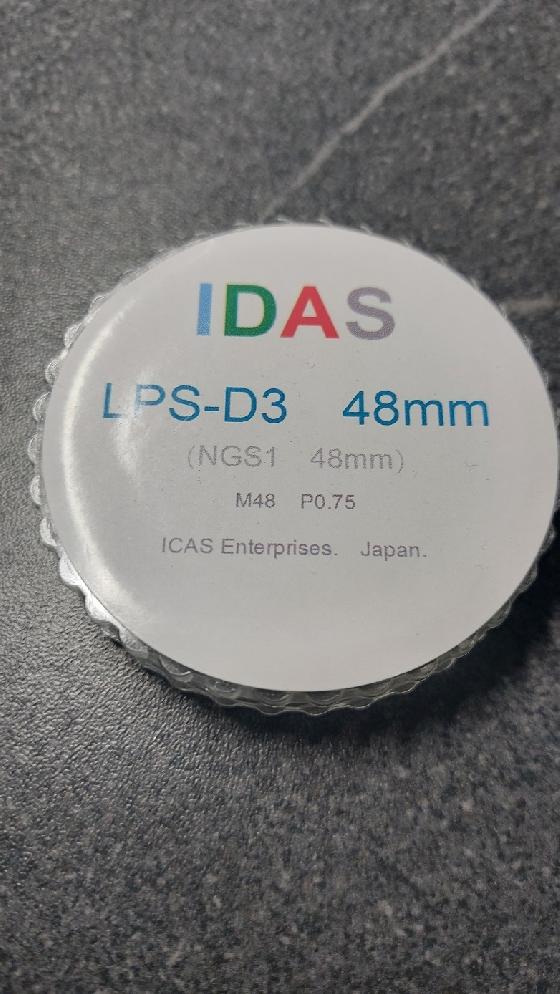 IDAS
LPS-D3 48mm
(NGS1 48mm)
M48 P0.75
ICAS Enterprises. Japan.